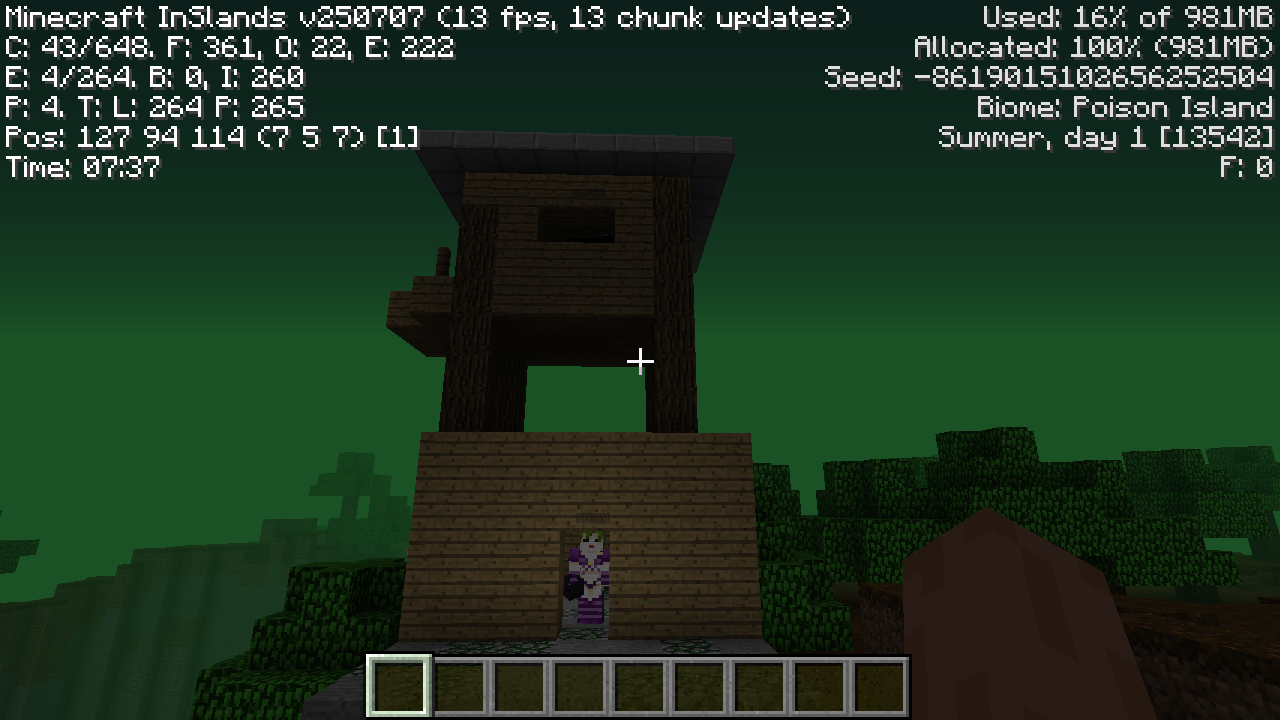 Minecraft InSlands v250707 (13 fps, 13 chunk updates)
C: 43/648. F: 361, O: 22, E: 222
E: 4/264. B: 0, I: 260
P: 4. T: L: 264 P: 265
Pos: 127 94 114 (7 5 7) [1]
Time: 07:37
Used: 16% of 981MB
Allocated: 100% (981MB)
Seed: -8619015102656252504
Biome: Poison Island
Summer, day 1 [13542]
F: 0